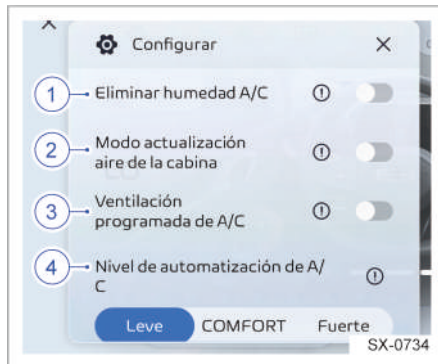 Configurar
1 Eliminar humedad A/C
2 Modo actualización
aire de la cabina
3 Ventilación
programada de A/C
4 Nivel de automatización de A/
C
Leve COMFORT Fuerte
SX-0734